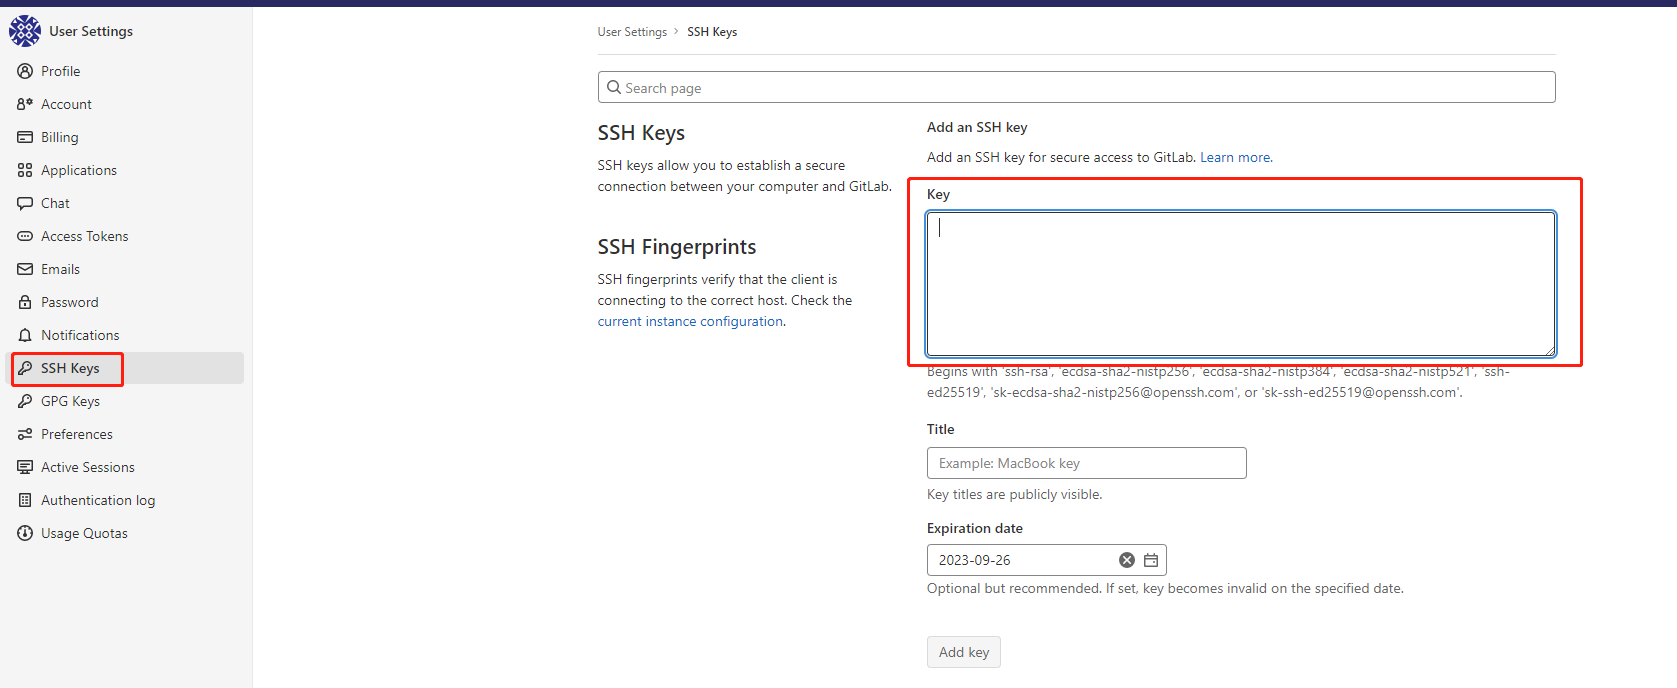 User Settings
Profile
Account
Billing
Applications
Chat
Access Tokens
Emails
Password
Notifications
SSH Keys
GPG Keys
Preferences
Active Sessions
Authentication log
Usage Quotas
User Settings > SSH Keys
Search page
SSH Keys
SSH keys allow you to establish a secure
connection between your computer and GitLab.
SSH Fingerprints
SSH fingerprints verify that the client is
connecting to the correct host. Check the
current instance configuration.
Add an SSH key
Add an SSH key for secure access to GitLab. Learn more.
Key
Begins with 'ssh-rsa', 'ecdsa-sha2-nistp256', 'ecdsa-sha2-nistp384', 'ecdsa-sha2-nistp521', 'ssh-
ed25519', 'sk-ecdsa-sha2-nistp256@openssh.com', or 'sk-ssh-ed25519@openssh.com'.
Title
Example: MacBook key
Key titles are publicly visible.
Expiration date
2023-09-26
Optional but recommended. If set, key becomes invalid on the specified date.
Add key